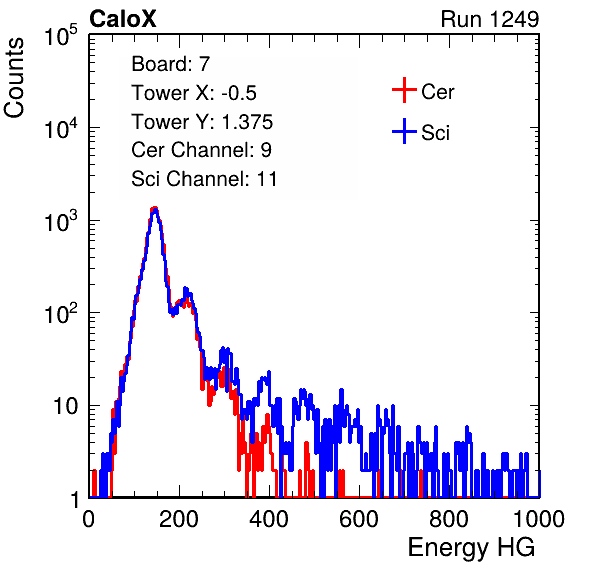 CaloX Run 1249
Counts
Board: 7
Tower X: -0.5
Tower Y: 1.375
Cer Channel: 9
Sci Channel: 11
Cer
Sci
10^5
10^4
10^3
10^2
10
1
0 200 400 600 800 1000
Energy HG